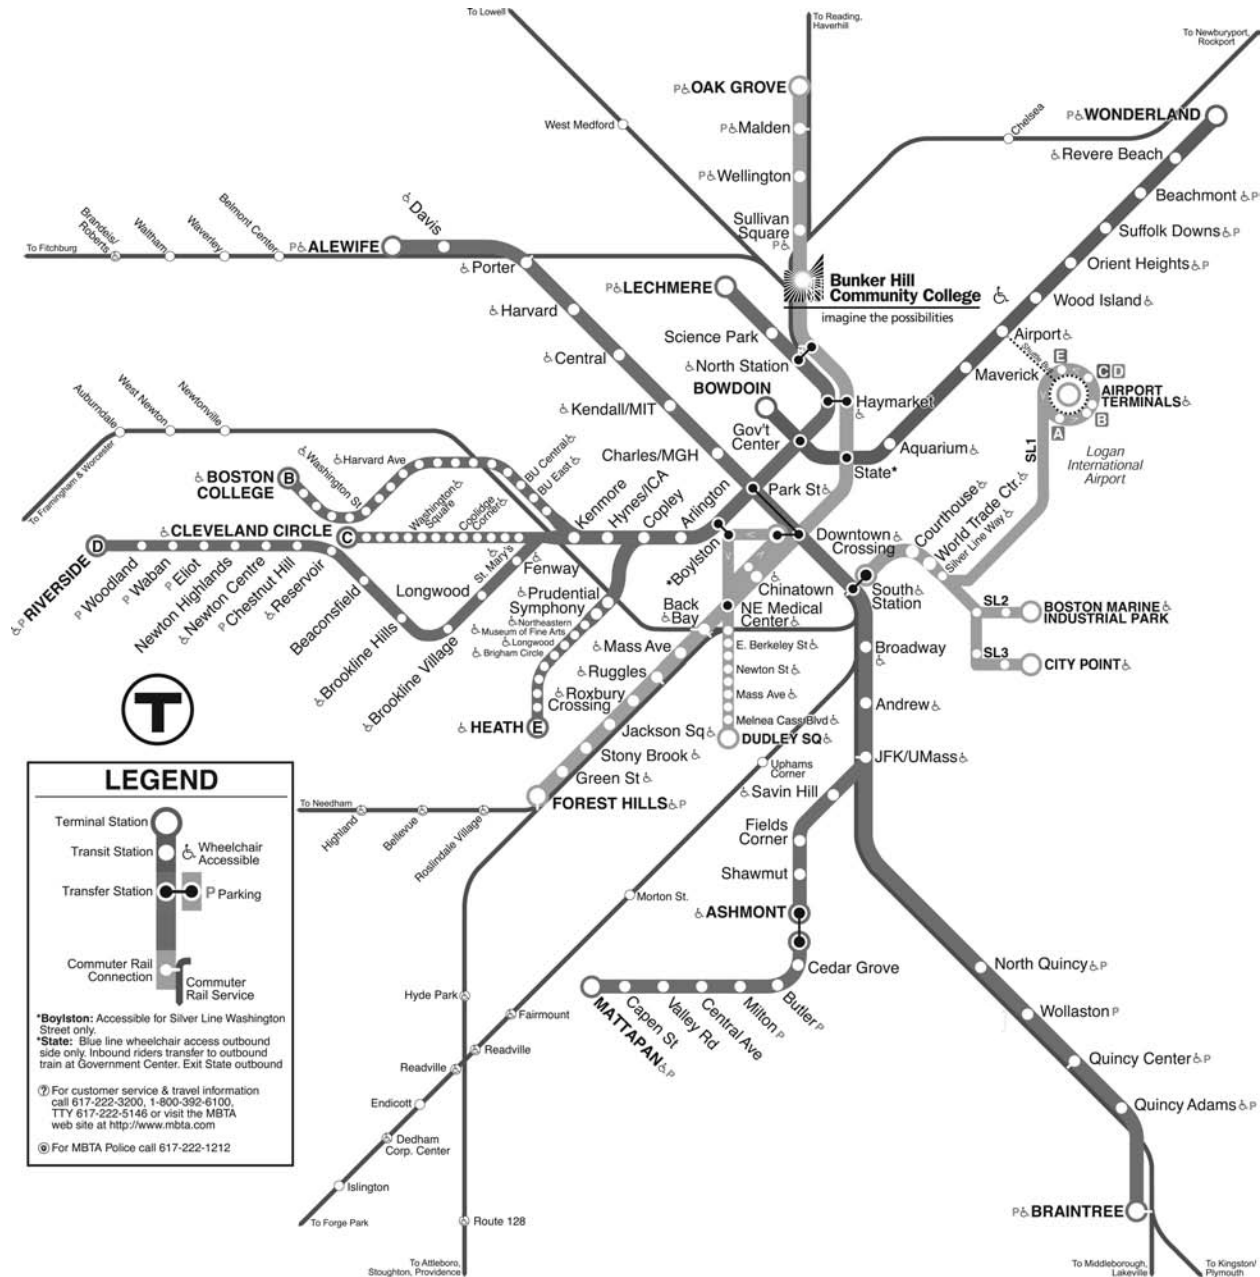 To Lowell
To Reading,
Haverhill
To Newburyport,
Rockport
OAK GROVE
WONDERLAND
West Medford
Malden
Chelsea
Revere Beach
Wellington
Beachmont
Sullivan
Square
Suffolk Downs
Davis
Belmont Center
Waverley
Waltham
Brandeis/
Roberts
To Fitchburg
ALEWIFE
Porter
Orient Heights
LECHMERE
Bunker Hill
Community College
imagine the possibilities
Wood Island
Harvard
Science Park
Airport
Shuttle Bus
Central
North Station
Maverick
E
C D
AIRPORT
TERMINALS
B
A
BOWDOIN
Kendall/MIT
Haymarket
Gov't
Center
Aquarium
Logan
International
Airport
SL1
State*
Charles/MGH
Park St
Newtonville
West Newton
Auburndale
To Framingham & Worcester
BOSTON
COLLEGE
B
Washington St
Harvard Ave
BU Central
BU East
Kenmore
Hynes/ICA
Copley
Arlington
*Boylston
Downtown
Crossing
Courthouse
World Trade Ctr.
Silver Line Way
Washington
Square
Coolidge
Corner
CLEVELAND CIRCLE
C
D
RIVERSIDE
Woodland
Waban
Eliot
Newton Highlands
Newton Centre
Chestnut Hill
Reservoir
Beaconsfield
Brookline Hills
Brookline Village
Longwood
St. Mary's
Fenway
Prudential
Symphony
Northeastern
Museum of Fine Arts
Longwood
Brigham Circle
HEATH
E
Chinatown
Back
Bay
NE Medical
Center
South
Station
SL2
BOSTON MARINE
INDUSTRIAL PARK
SL3
CITY POINT
Mass Ave
E. Berkeley St
Broadway
Ruggles
Newton St
Roxbury
Crossing
Mass Ave
Andrew
Melnea Cass/Blvd
Jackson Sq
DUDLEY SQ
Stony Brook
JFK/UMass
Green St
Uphams
Corner
FOREST HILLS
Savin Hill
To Needham
Highland
Bellevue
Roslindale Village
Fields
Corner
Shawmut
Morton St.
ASHMONT
Cedar Grove
North Quincy
MATTAPAN
Capen St
Valley Rd
Central Ave
Milton
Butler
Hyde Park
Fairmount
Wollaston
Readville
Readville
Quincy Center
Endicott
Quincy Adams
Dedham
Corp. Center
Islington
BRAINTREE
To Forge Park
Route 128
To Attleboro,
Stoughton, Providence
To Middleborough,
Lakeville
To Kingston/
Plymouth
T
LEGEND
Terminal Station
Transit Station
Wheelchair
Accessible
Transfer Station
P Parking
Commuter Rail
Connection
Commuter
Rail Service
*Boylston: Accessible for Silver Line Washington
Street only.
*State: Blue line wheelchair access outbound
side only. Inbound riders transfer to outbound
train at Government Center. Exit State outbound
? For customer service & travel information
call 617-222-3200, 1-800-392-6100,
TTY 617-222-5146 or visit the MBTA
web site at http://www.mbta.com
For MBTA Police call 617-222-1212